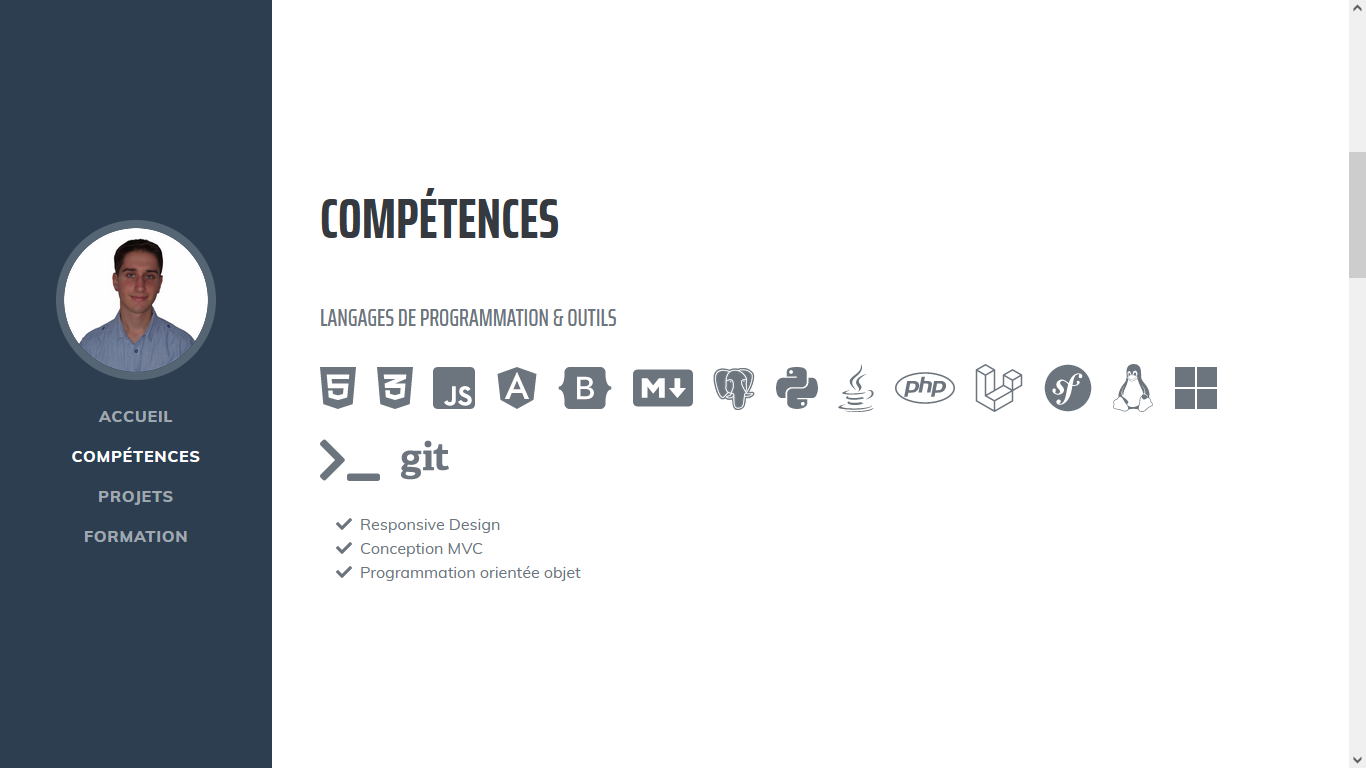 ACCUEIL
COMPÉTENCES
PROJETS
FORMATION
COMPÉTENCES
LANGAGES DE PROGRAMMATION & OUTILS
5 3 JS A B M php sf
git
Responsive Design
Conception MVC
Programmation orientée objet